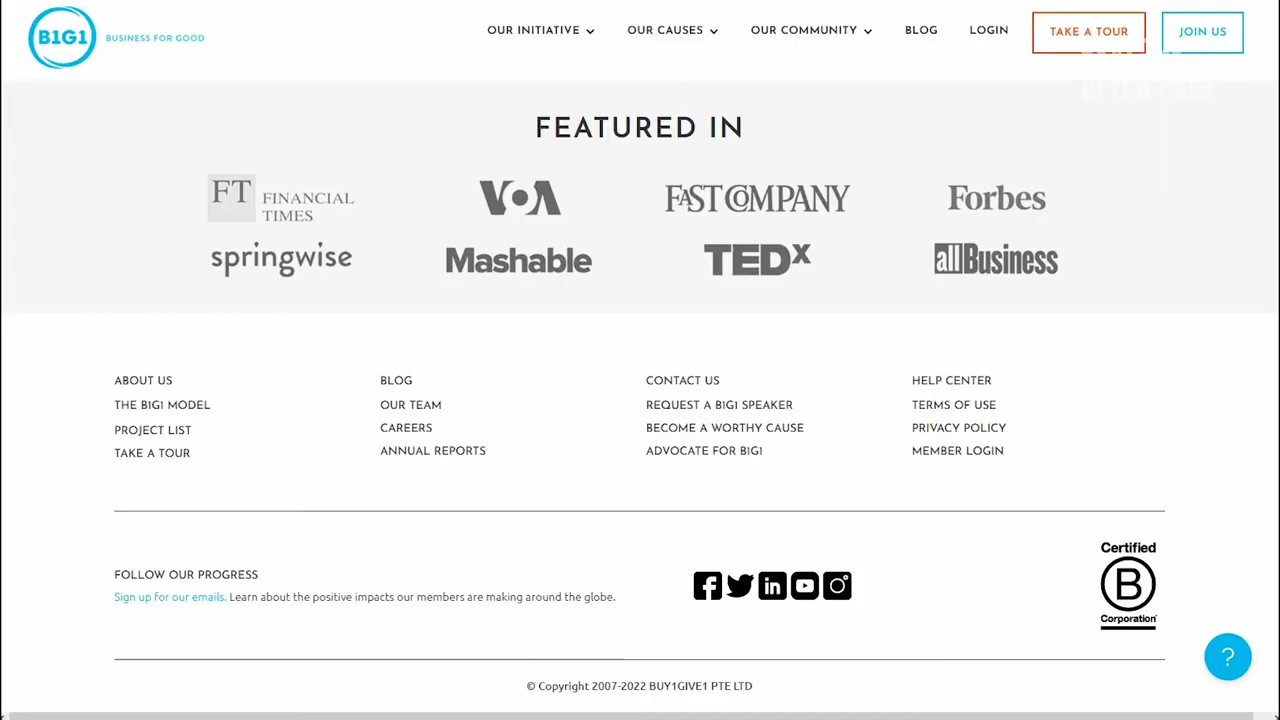 B1G1 BUSINESS FOR GOOD
OUR INITIATIVE OUR CAUSES OUR COMMUNITY BLOG LOGIN TAKE A TOUR JOIN US
FEATURED IN
FT FINANCIAL TIMES
VOA
FAST COMPANY
Forbes
springwise
Mashable
TEDx
allBusiness
ABOUT US
THE B1G1 MODEL
PROJECT LIST
TAKE A TOUR
BLOG
OUR TEAM
CAREERS
ANNUAL REPORTS
CONTACT US
REQUEST A B1G1 SPEAKER
BECOME A WORTHY CAUSE
ADVOCATE FOR B1G1
HELP CENTER
TERMS OF USE
PRIVACY POLICY
MEMBER LOGIN
FOLLOW OUR PROGRESS
Sign up for our emails. Learn about the positive impacts our members are making around the globe.
Certified
B
Corporation
?
© Copyright 2007-2022 BUY1GIVE1 PTE LTD